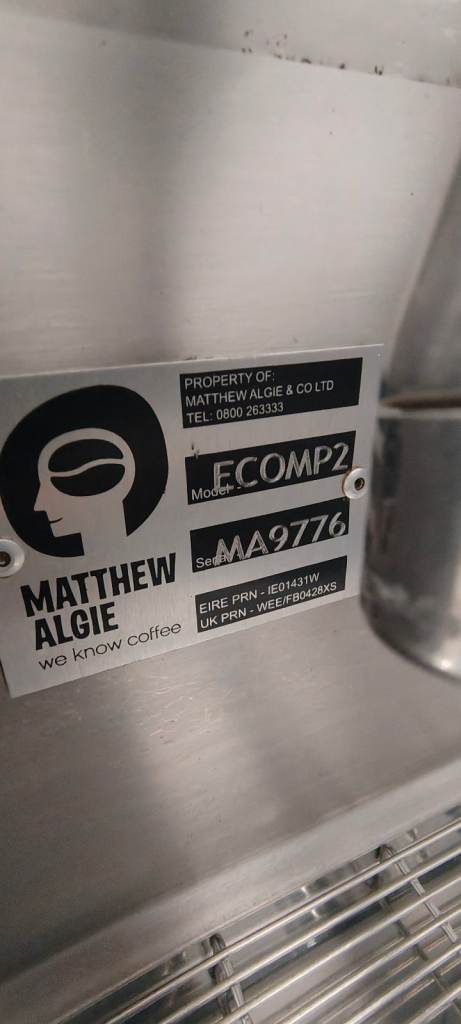 PROPERTY OF:
MATTHEW ALGIE & CO LTD
TEL: 0800 263333
Model - ECOMP2
Serial MA9776
EIRE PRN - IE01431W
UK PRN - WEE/FB0428XS
MATTHEW
ALGIE
we know coffee